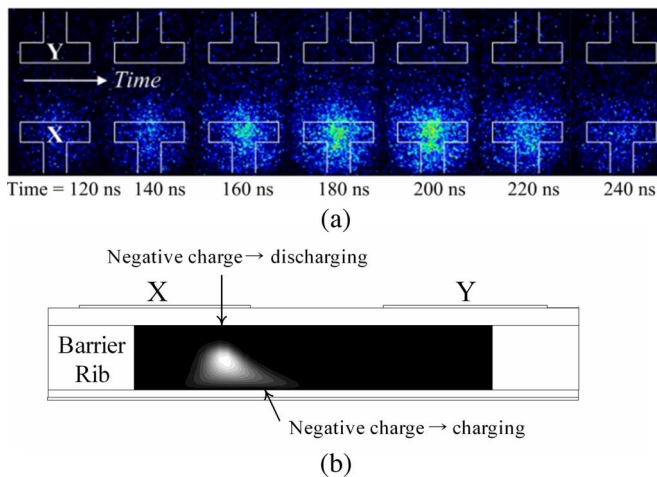 Y
Time
X
Time = 120 ns 140 ns 160 ns 180 ns 200 ns 220 ns 240 ns
(a)
Negative charge → discharging
X Y
Barrier
Rib
Negative charge → charging
(b)